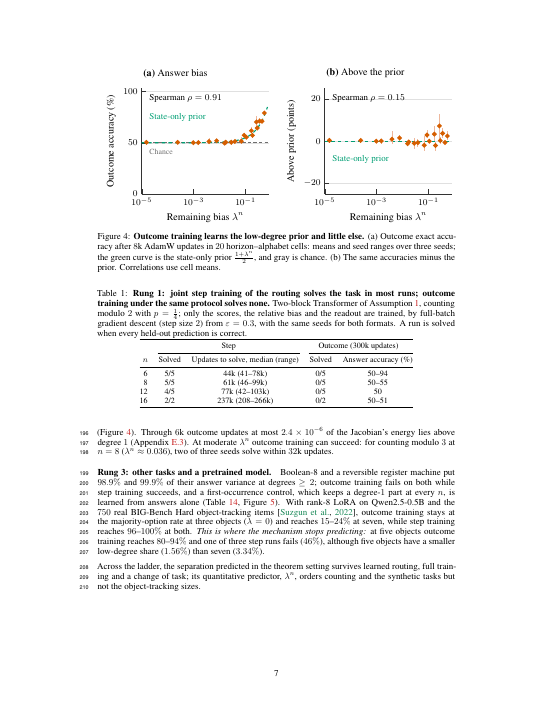 (a) Answer bias
(b) Above the prior
Outcome accuracy (%)
100
50
0
Spearman ρ = 0.91
State-only prior
Chance
10⁻⁵
10⁻³
10⁻¹
Remaining bias λⁿ
Above prior (points)
20
0
−20
Spearman ρ = 0.15
State-only prior
10⁻⁵
10⁻³
10⁻¹
Remaining bias λⁿ
Figure 4: Outcome training learns the low-degree prior and little else. (a) Outcome exact accu-
racy after 8k AdamW updates in 20 horizon–alphabet cells: means and seed ranges over three seeds;
the green curve is the state-only prior (1+λⁿ)/2, and gray is chance. (b) The same accuracies minus the
prior. Correlations use cell means.
Table 1: Rung 1: joint step training of the routing solves the task in most runs; outcome
training under the same protocol solves none. Two-block Transformer of Assumption 1, counting
modulo 2 with p = 1/4; only the scores, the relative bias and the readout are trained, by full-batch
gradient descent (step size 2) from ε = 0.3, with the same seeds for both formats. A run is solved
when every held-out prediction is correct.
Step Outcome (300k updates)
n Solved Updates to solve, median (range) Solved Answer accuracy (%)
6 5/5 44k (41–78k) 0/5 50–94
8 5/5 61k (46–99k) 0/5 50–55
12 4/5 77k (42–103k) 0/5 50
16 2/2 237k (208–266k) 0/2 50–51
196 (Figure 4). Through 6k outcome updates at most 2.4 × 10⁻⁶ of the Jacobian's energy lies above
197 degree 1 (Appendix E.3). At moderate λⁿ outcome training can succeed: for counting modulo 3 at
198 n = 8 (λⁿ ≈ 0.036), two of three seeds solve within 32k updates.
199 Rung 3: other tasks and a pretrained model. Boolean-8 and a reversible register machine put
200 98.9% and 99.9% of their answer variance at degrees ≥ 2; outcome training fails on both while
201 step training succeeds, and a first-occurrence control, which keeps a degree-1 part at every n, is
202 learned from answers alone (Table 14, Figure 5). With rank-8 LoRA on Qwen2.5-0.5B and the
203 750 real BIG-Bench Hard object-tracking items [Suzgun et al., 2022], outcome training stays at
204 the majority-option rate at three objects (λ = 0) and reaches 15–24% at seven, while step training
205 reaches 96–100% at both. This is where the mechanism stops predicting: at five objects outcome
206 training reaches 80–94% and one of three step runs fails (46%), although five objects have a smaller
207 low-degree share (1.56%) than seven (3.34%).
208 Across the ladder, the separation predicted in the theorem setting survives learned routing, full train-
209 ing and a change of task; its quantitative predictor, λⁿ, orders counting and the synthetic tasks but
210 not the object-tracking sizes.
7